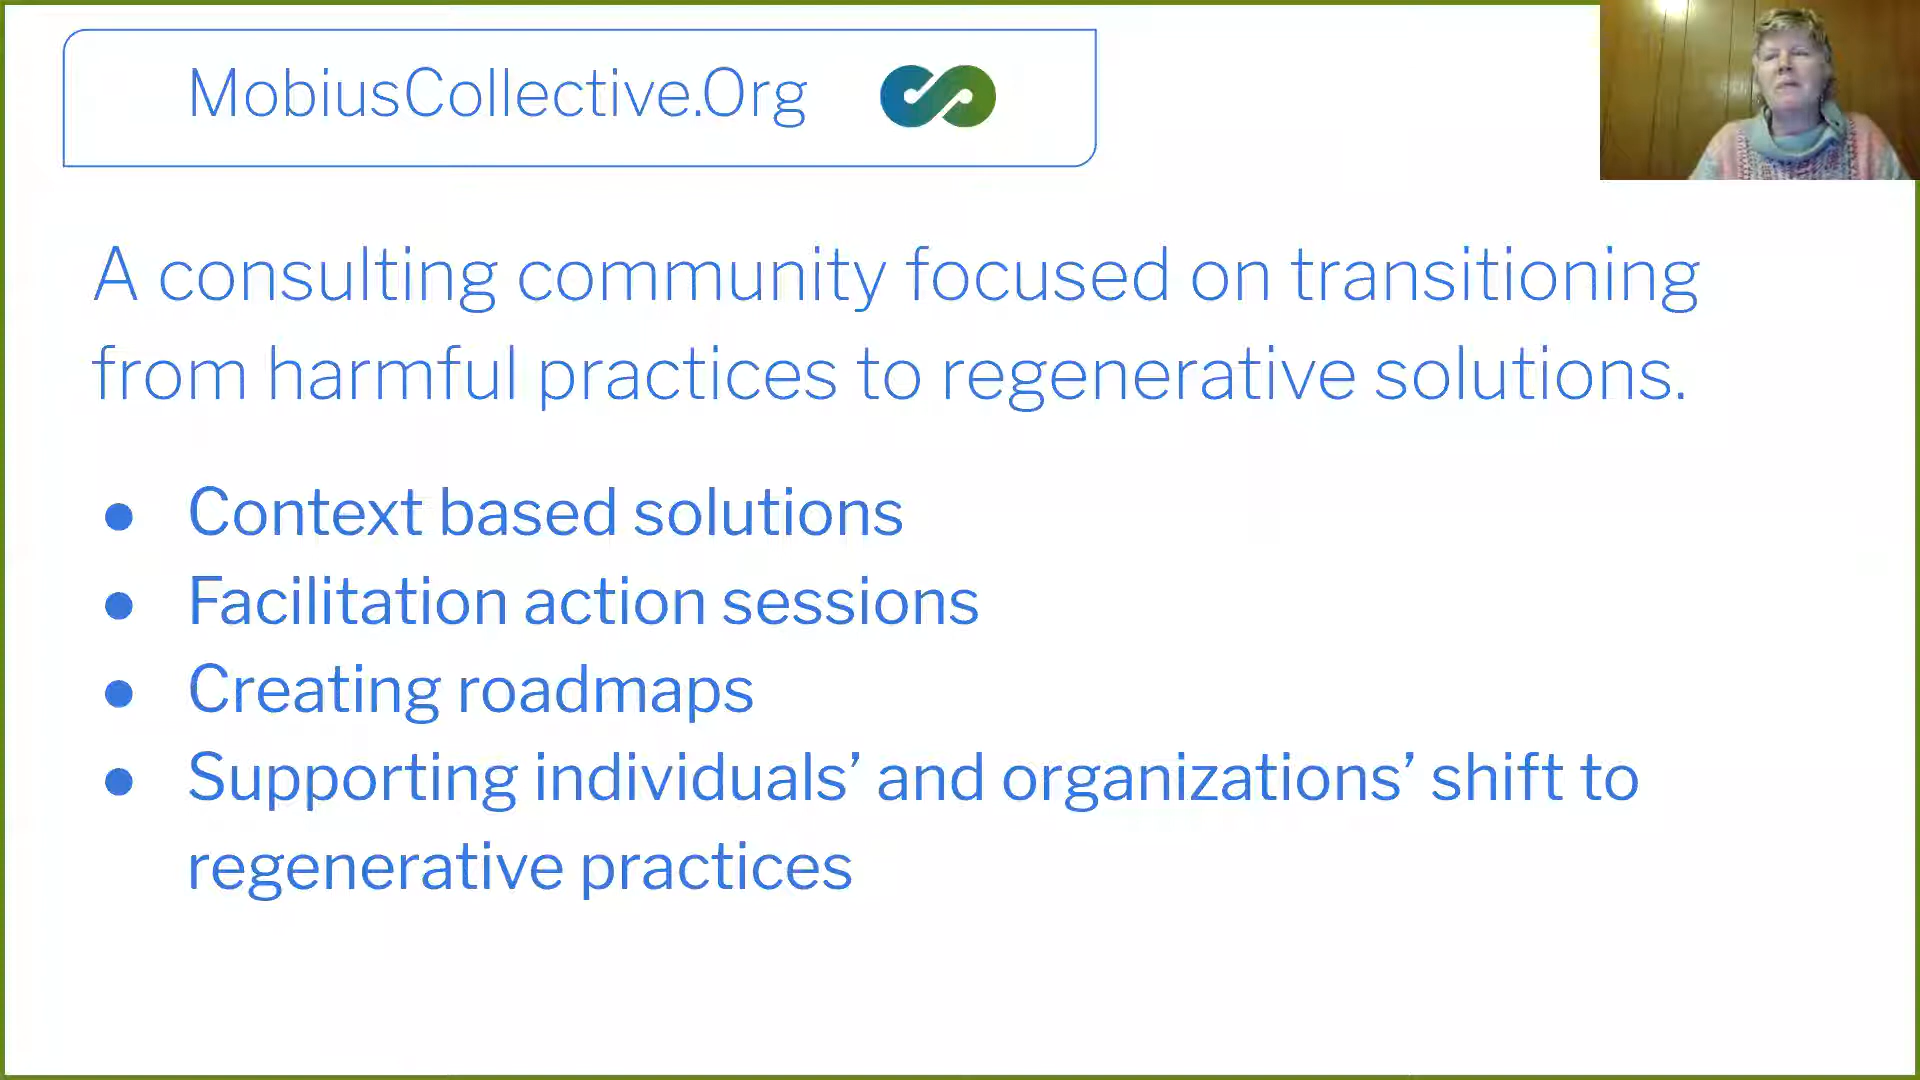 MobiusCollective.Org
A consulting community focused on transitioning
from harmful practices to regenerative solutions.
● Context based solutions
● Facilitation action sessions
● Creating roadmaps
● Supporting individuals’ and organizations’ shift to
regenerative practices